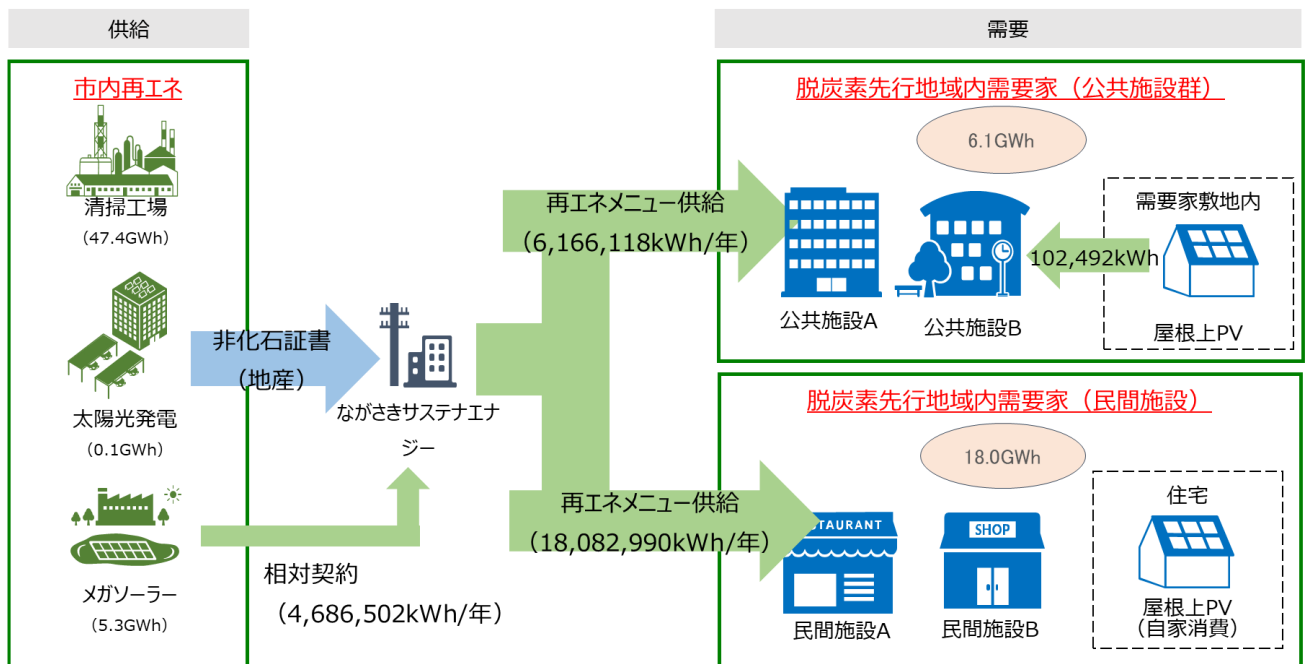 供給
需要
市内再エネ
清掃工場
（47.4GWh）
太陽光発電
（0.1GWh）
メガソーラー
（5.3GWh）
非化石証書
（地産）
ながさきサステナエナ
ジー
相対契約
（4,686,502kWh/年）
再エネメニュー供給
（6,166,118kWh/年）
再エネメニュー供給
（18,082,990kWh/年）
脱炭素先行地域内需要家（公共施設群）
6.1GWh
公共施設A
公共施設B
102,492kWh
需要家敷地内
屋根上PV
脱炭素先行地域内需要家（民間施設）
18.0GWh
STAURANT
民間施設A
SHOP
民間施設B
住宅
屋根上PV
（自家消費）